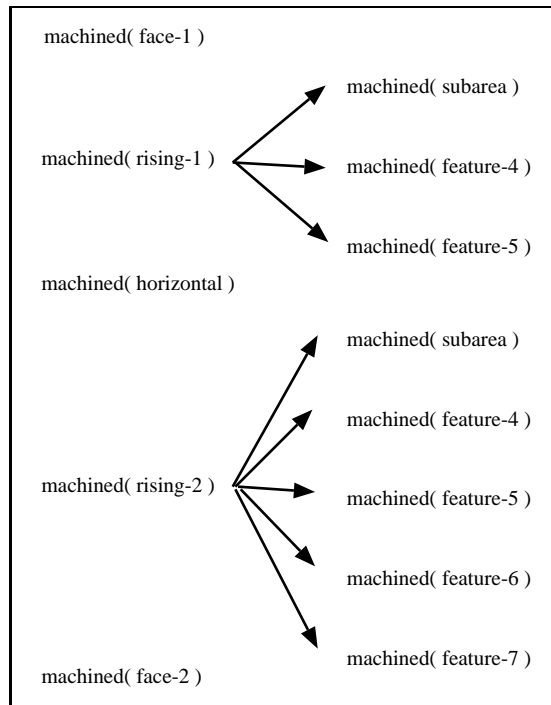 machined( face-1 )
machined( subarea )
machined( rising-1 )
machined( feature-4 )
machined( feature-5 )
machined( horizontal )
machined( subarea )
machined( feature-4 )
machined( rising-2 )
machined( feature-5 )
machined( feature-6 )
machined( feature-7 )
machined( face-2 )